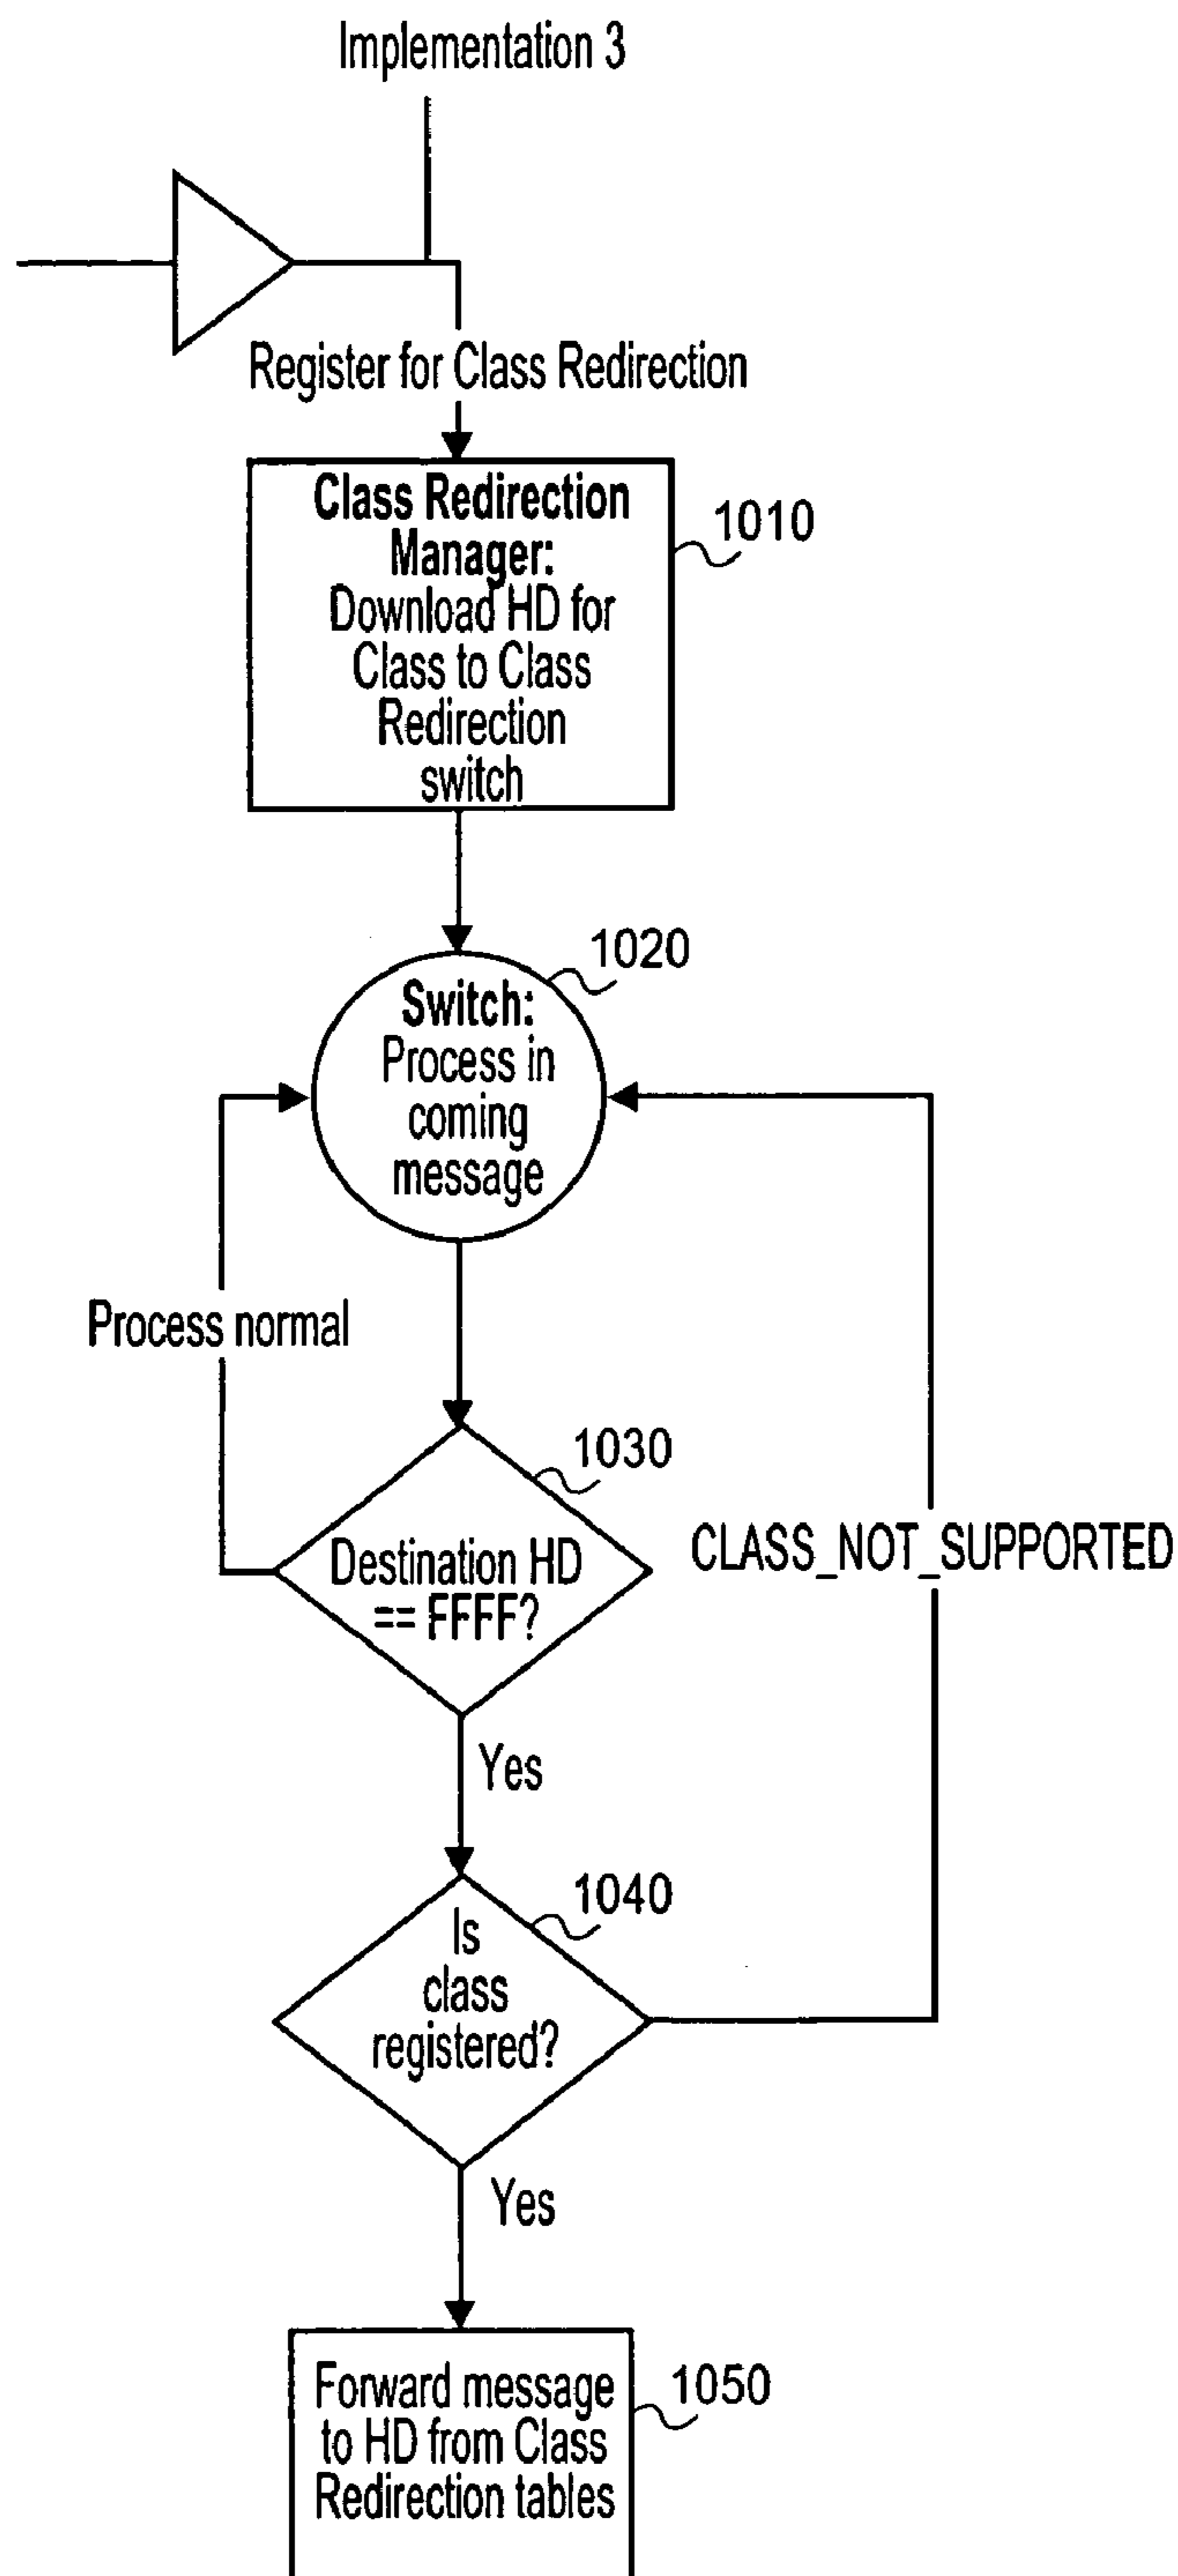 Implementation 3
Register for Class Redirection
Class Redirection
Manager:
Download HD for
Class to Class
Redirection
switch
1010
1020
Switch:
Process in
coming
message
Process normal
1030
Destination HD
== FFFF?
CLASS_NOT_SUPPORTED
Yes
1040
Is
class
registered?
Yes
1050
Forward message
to HD from Class
Redirection tables